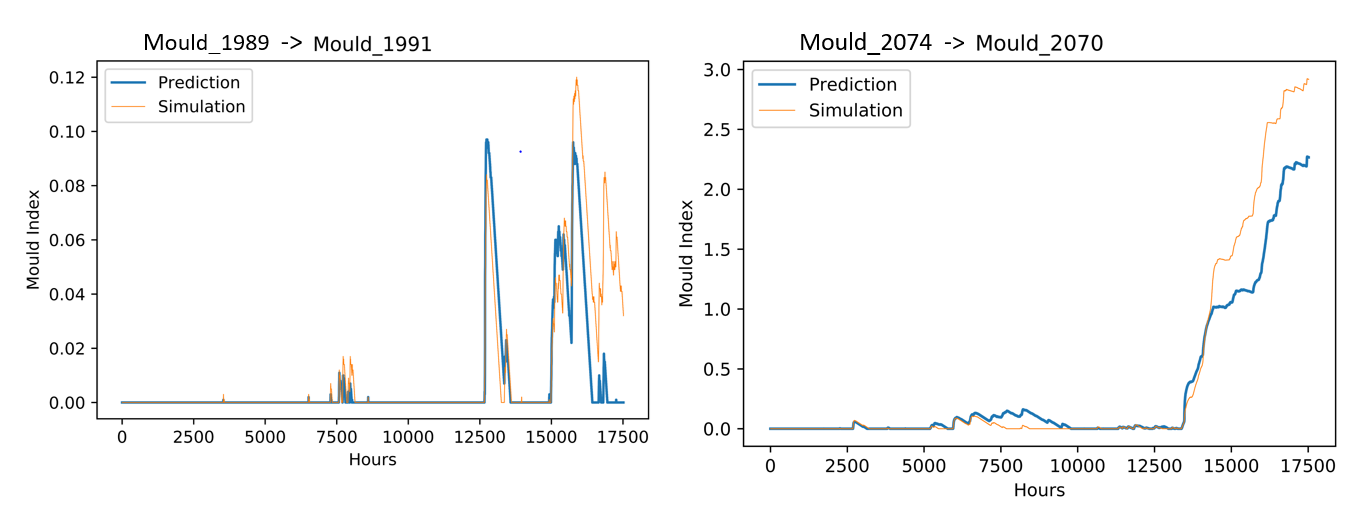 Mould_1989 -> Mould_1991
Prediction
Simulation
0.12
0.10
0.08
0.06
0.04
0.02
0.00
Mould Index
0 2500 5000 7500 10000 12500 15000 17500
Hours
Mould_2074 -> Mould_2070
Prediction
Simulation
3.0
2.5
2.0
1.5
1.0
0.5
0.0
Mould Index
0 2500 5000 7500 10000 12500 15000 17500
Hours